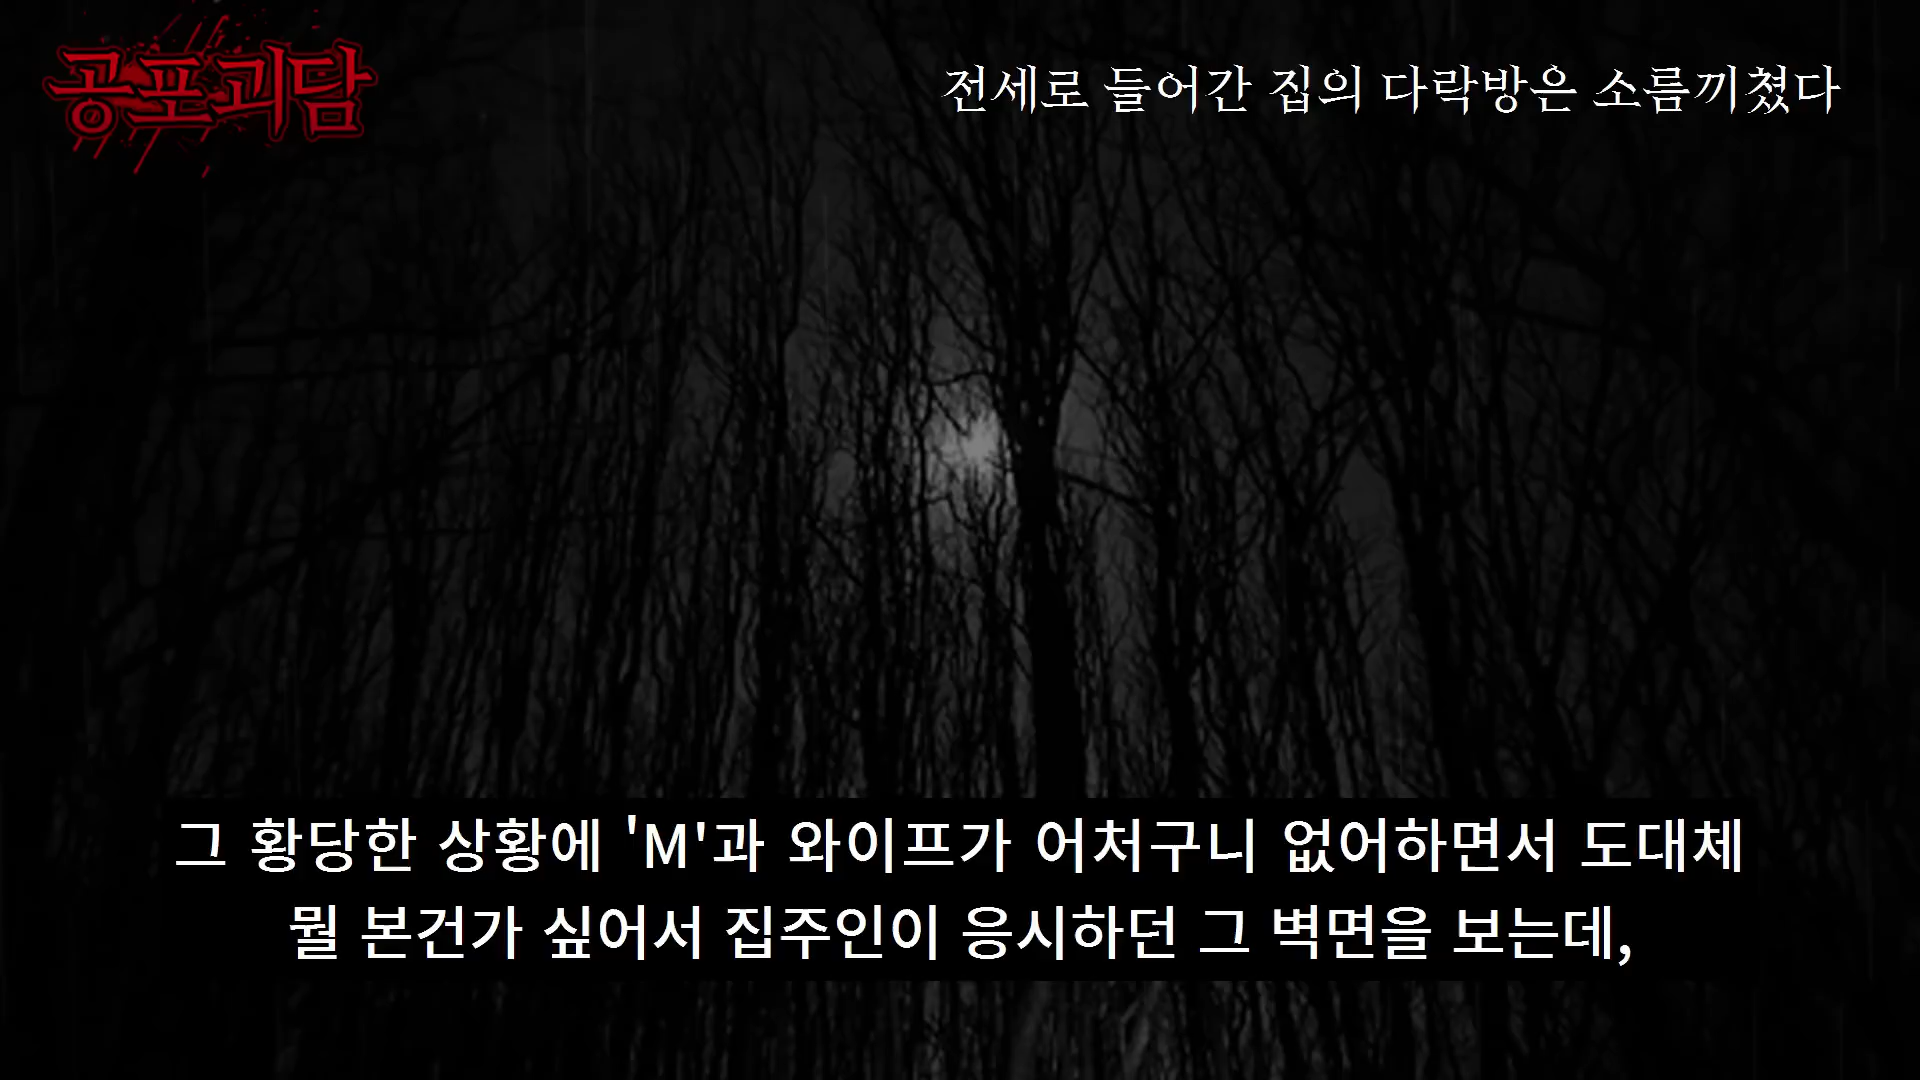 공포괴담
전세로 들어간 집의 다락방은 소름끼쳤다
그 황당한 상황에 'M'과 와이프가 어처구니 없어하면서 도대체
뭘 본건가 싶어서 집주인이 응시하던 그 벽면을 보는데,